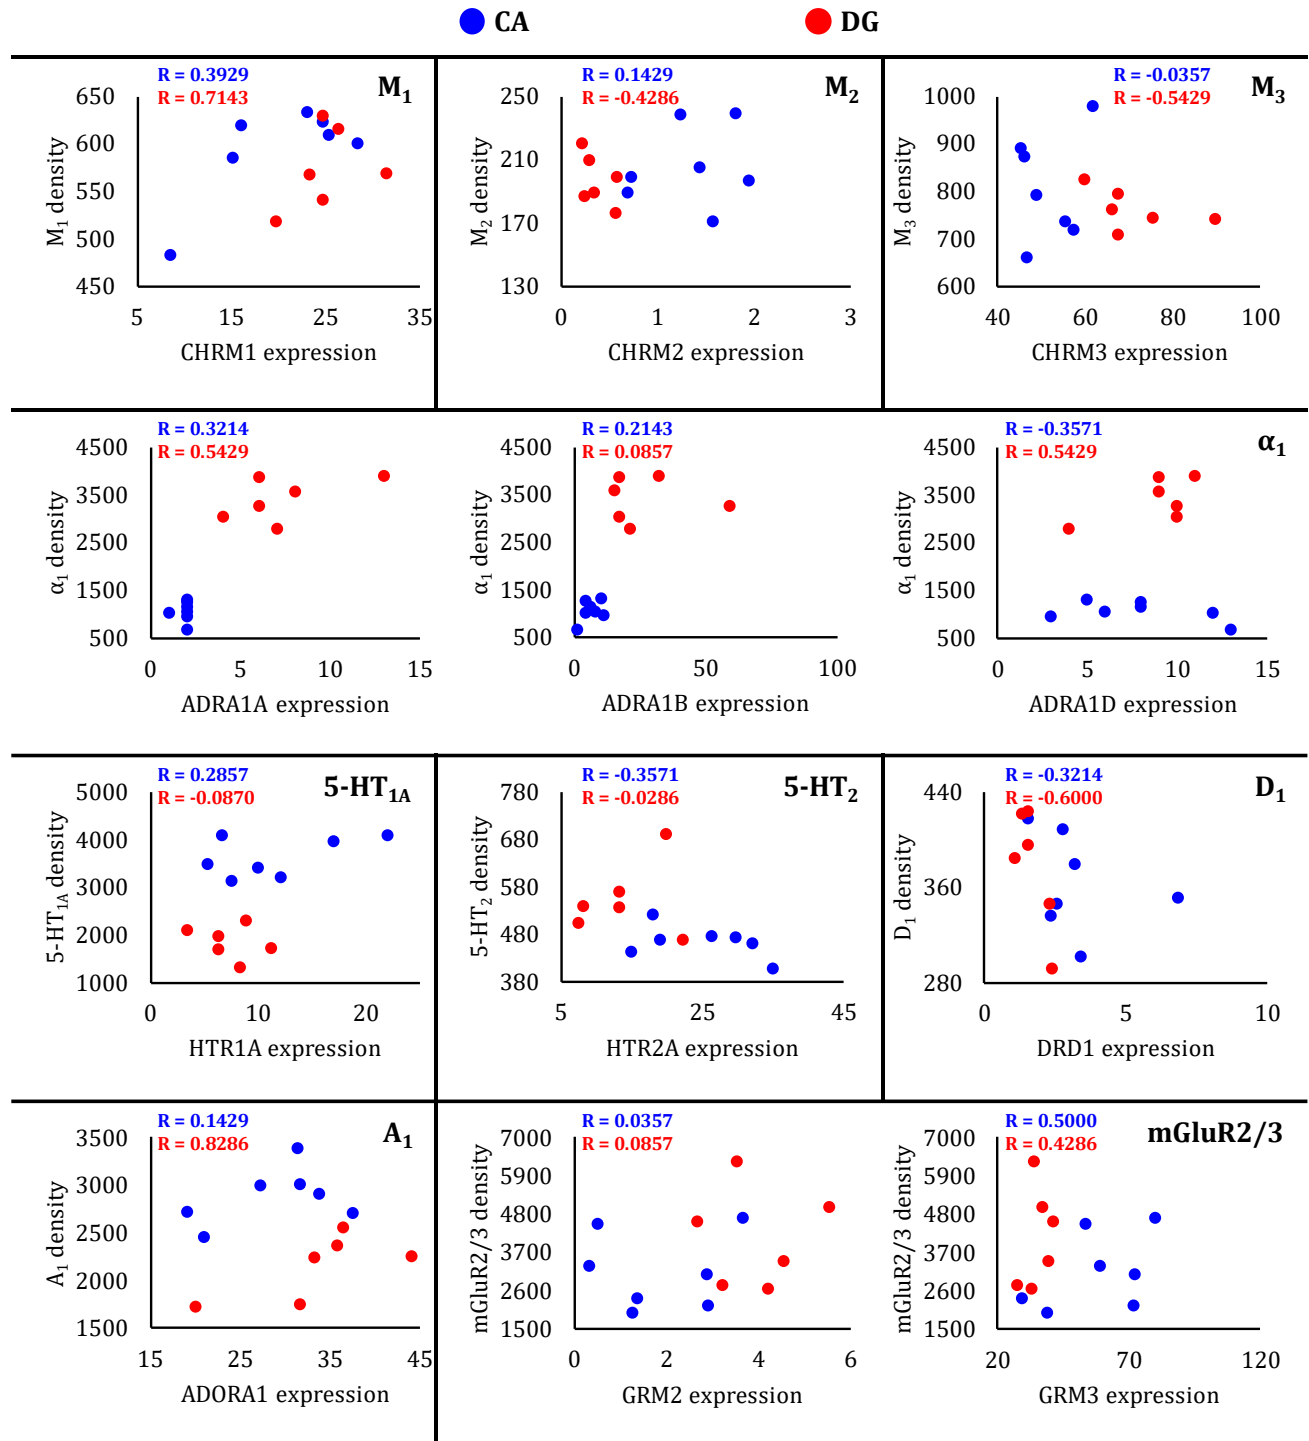 CA
DG
R = 0.3929
R = 0.7143
M1
650
600
550
500
450
M1 density
5
15
25
35
CHRM1 expression
R = 0.1429
R = -0.4286
M2
250
210
170
130
M2 density
0
1
2
3
CHRM2 expression
R = -0.0357
R = -0.5429
M3
1000
900
800
700
600
M3 density
40
60
80
100
CHRM3 expression
R = 0.3214
R = 0.5429
4500
3500
2500
1500
500
α1 density
0
5
10
15
ADRA1A expression
R = 0.2143
R = 0.0857
4500
3500
2500
1500
500
α1 density
0
50
100
ADRA1B expression
R = -0.3571
R = 0.5429
α1
4500
3500
2500
1500
500
α1 density
0
5
10
15
ADRA1D expression
R = 0.2857
R = -0.0870
5-HT1A
5000
4000
3000
2000
1000
5-HT1A density
0
10
20
HTR1A expression
R = -0.3571
R = -0.0286
5-HT2
780
680
580
480
380
5-HT2 density
5
25
45
HTR2A expression
R = -0.3214
R = -0.6000
D1
440
360
280
D1 density
0
5
10
DRD1 expression
R = 0.1429
R = 0.8286
A1
3500
3000
2500
2000
1500
A1 density
15
25
35
45
ADORA1 expression
R = 0.0357
R = 0.0857
7000
5900
4800
3700
2600
1500
mGluR2/3 density
0
2
4
6
GRM2 expression
R = 0.5000
R = 0.4286
mGluR2/3
7000
5900
4800
3700
2600
1500
mGluR2/3 density
20
70
120
GRM3 expression